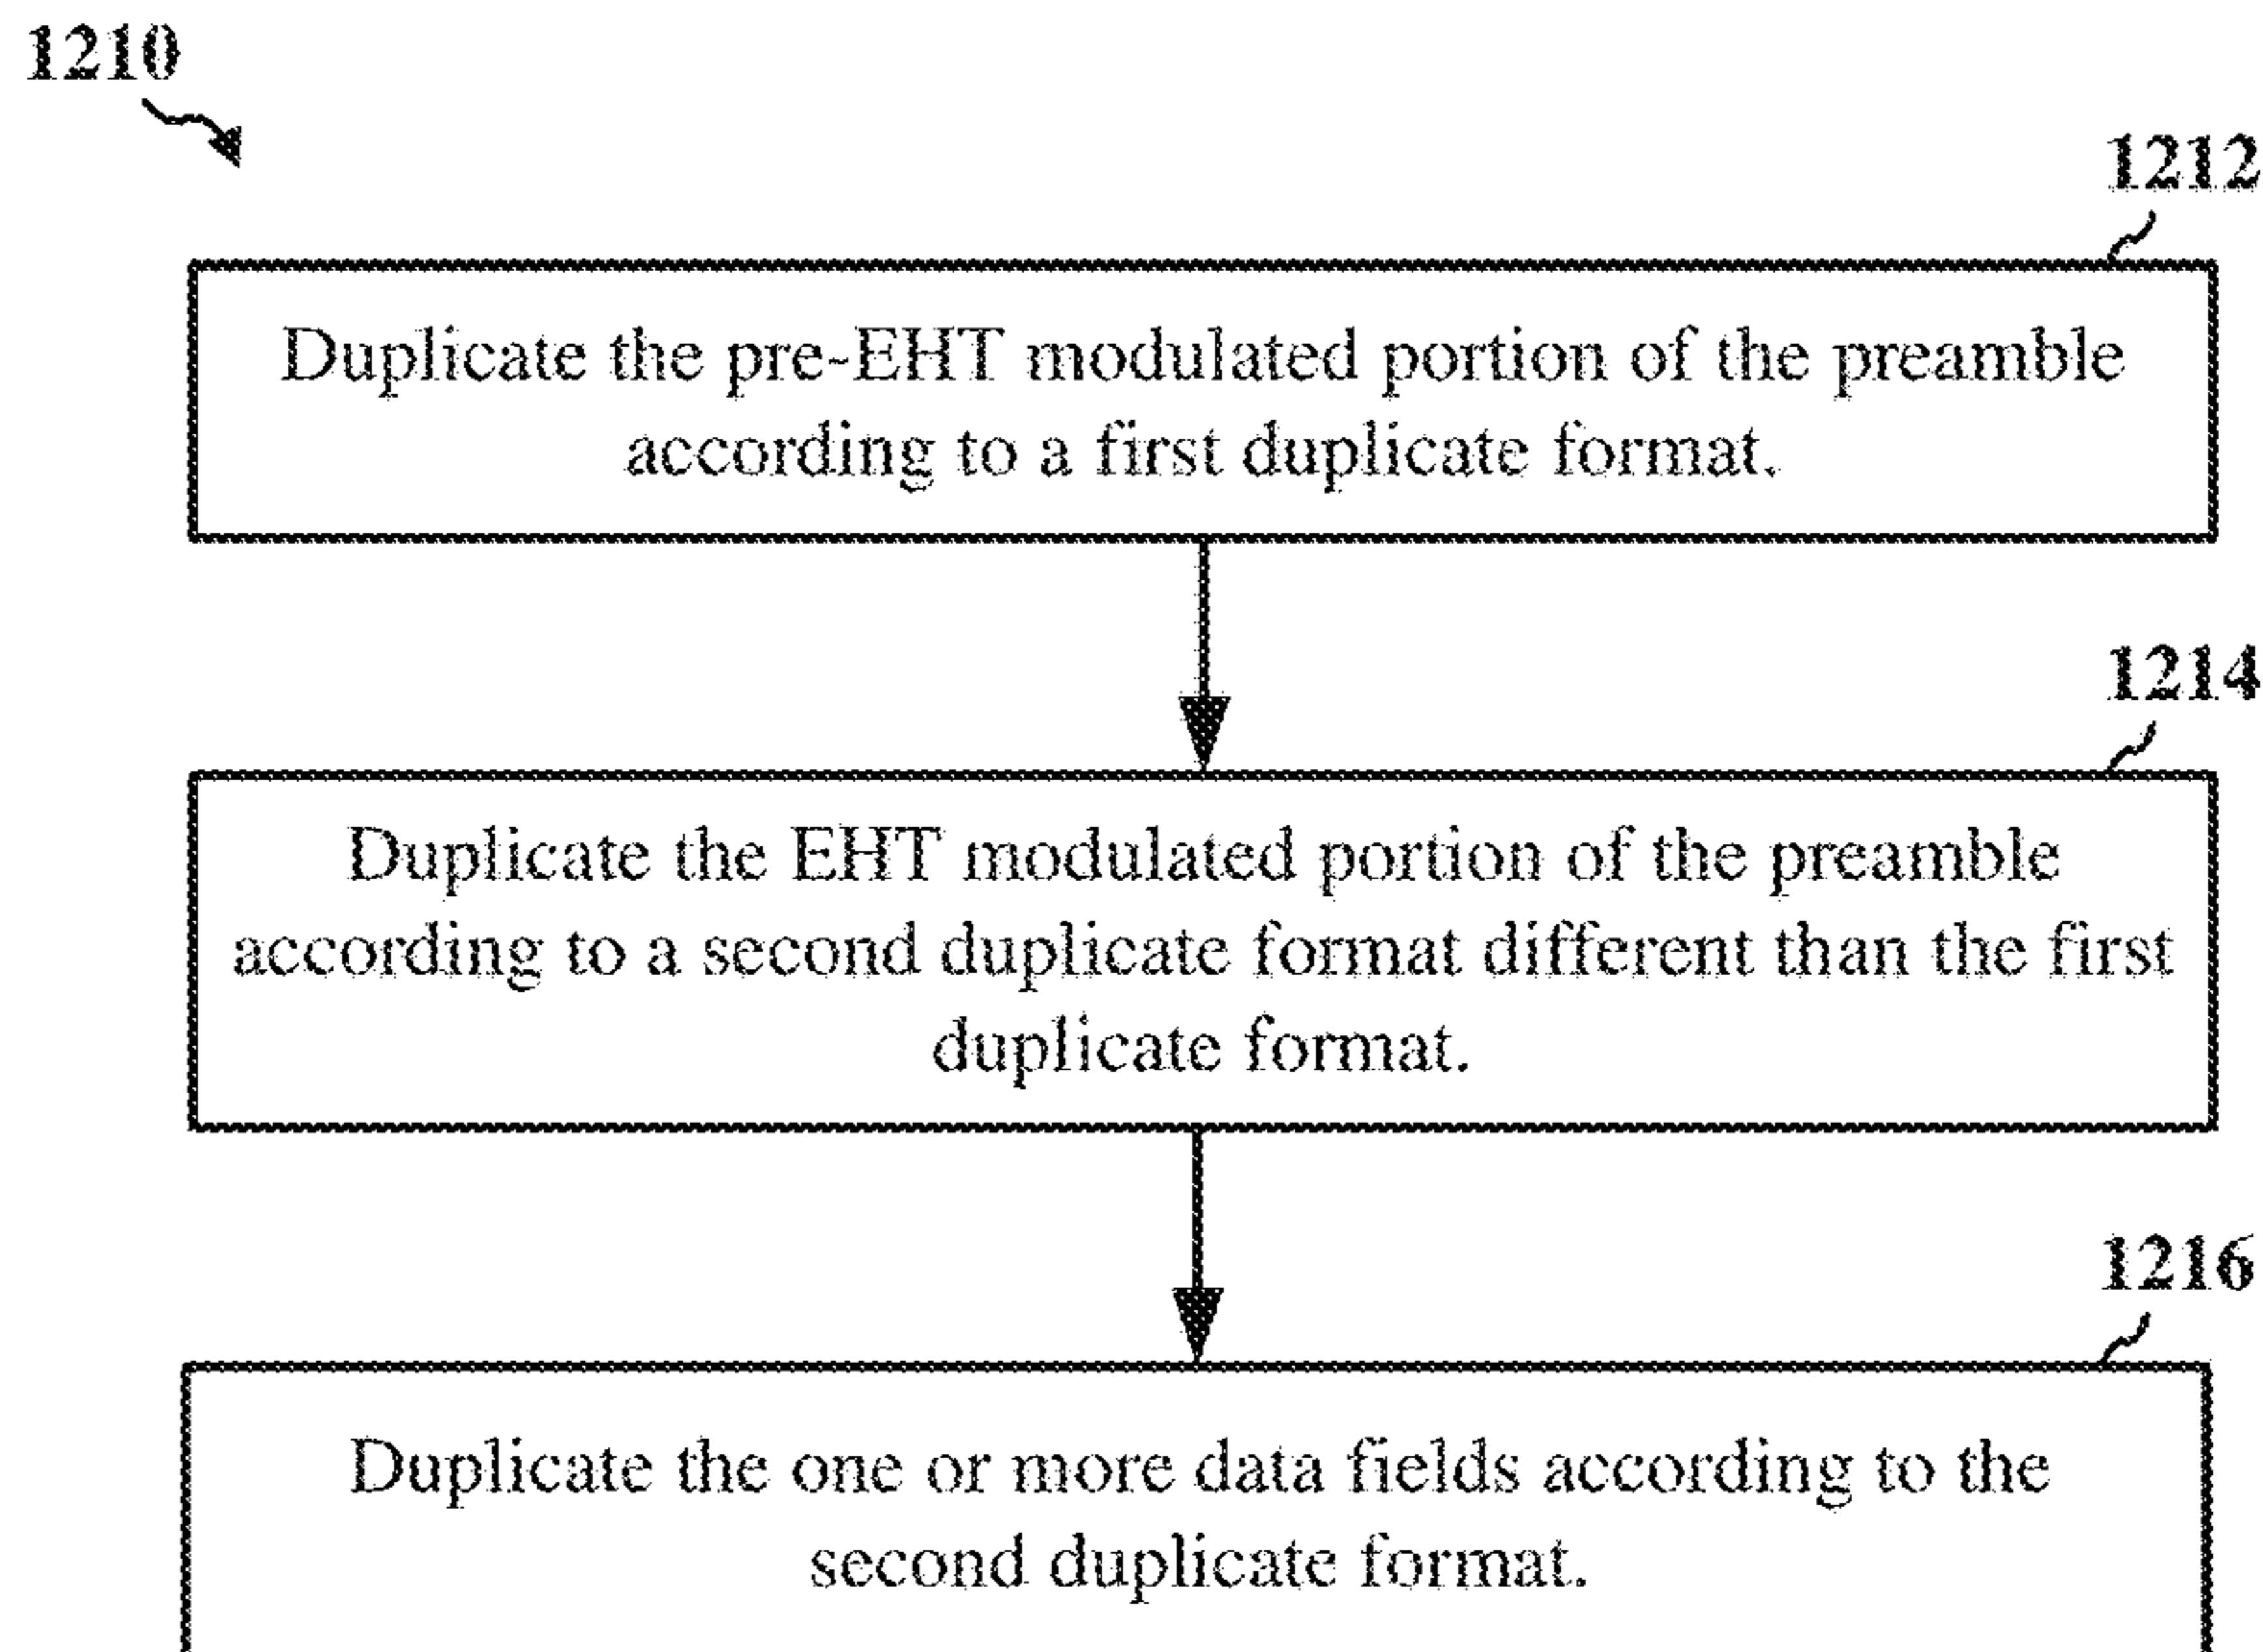 1210
1212
Duplicate the pre-EHT modulated portion of the preamble
according to a first duplicate format.
1214
Duplicate the EHT modulated portion of the preamble
according to a second duplicate format different than the first
duplicate format.
1216
Duplicate the one or more data fields according to the
second duplicate format.